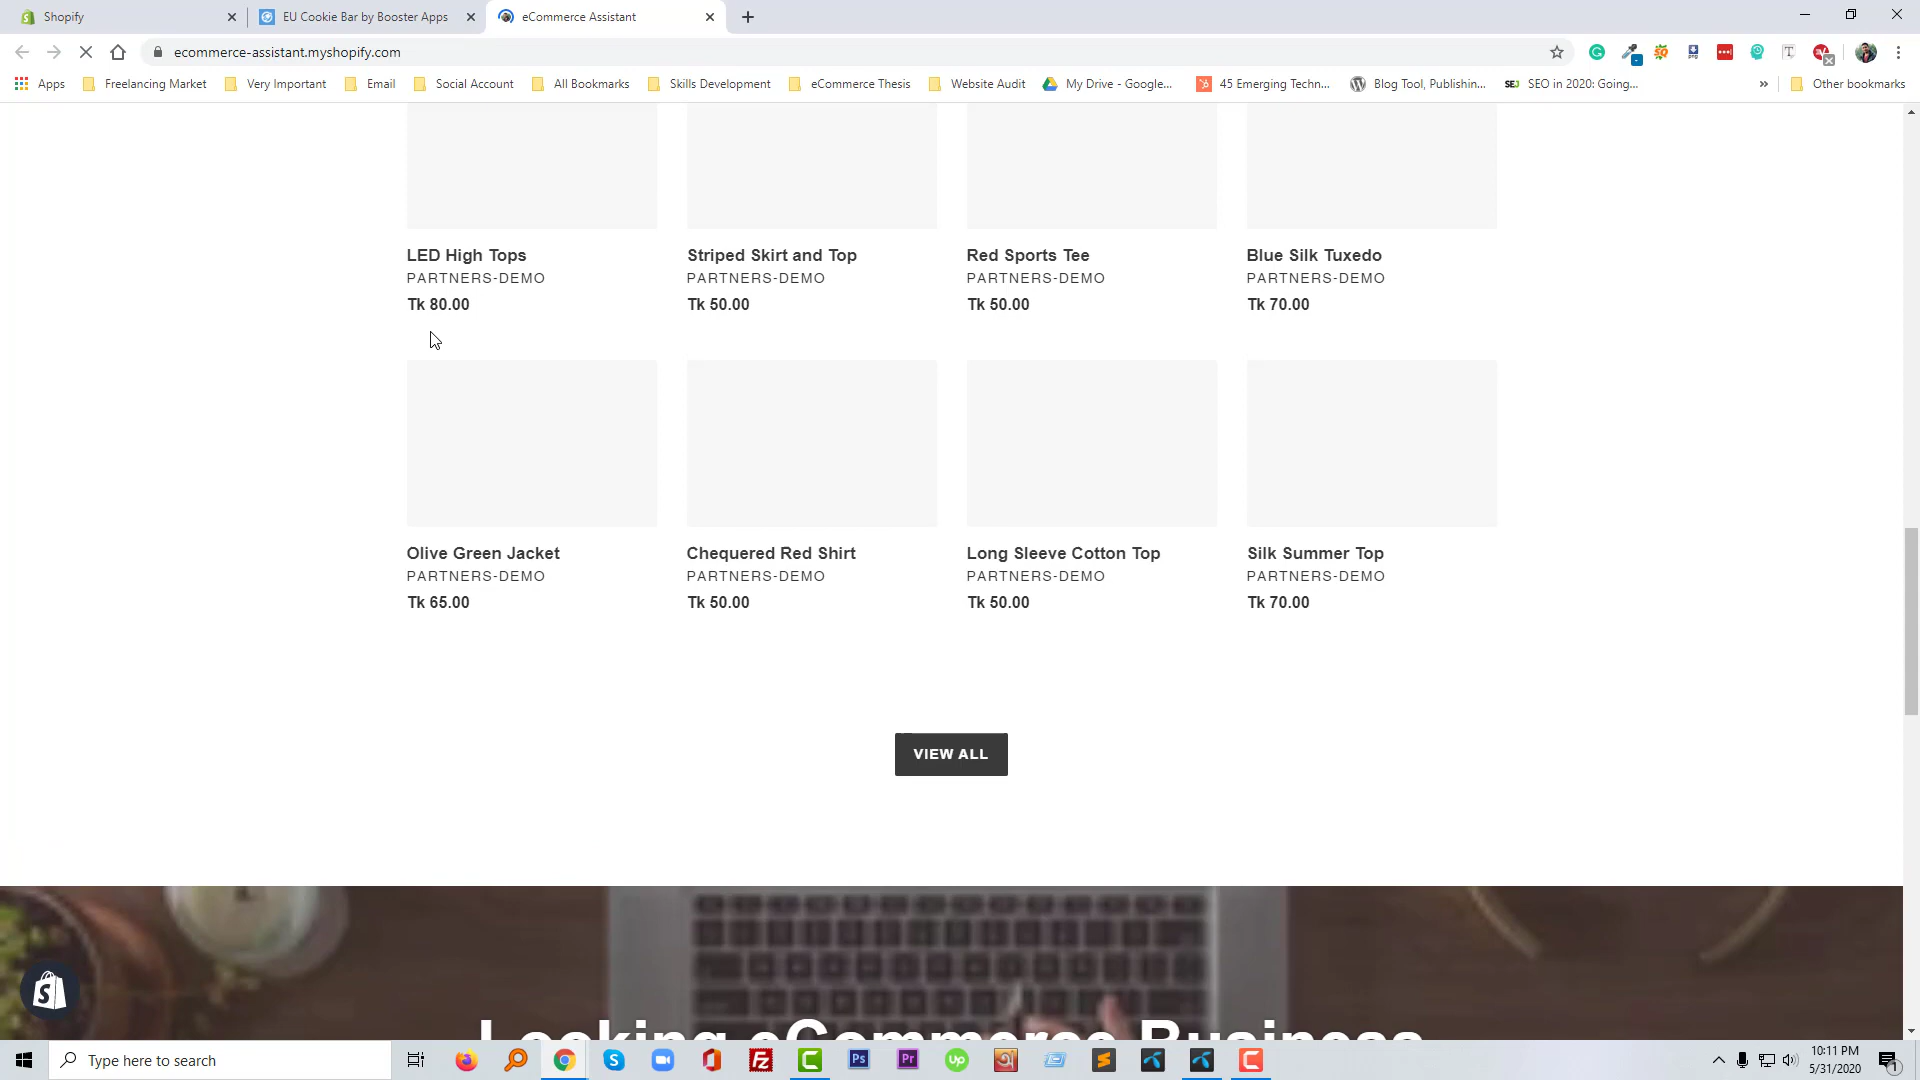 Shopify
EU Cookie Bar by Booster Apps
eCommerce Assistant
ecommerce-assistant.myshopify.com
Apps
Freelancing Market
Very Important
Email
Social Account
All Bookmarks
Skills Development
eCommerce Thesis
Website Audit
My Drive - Google...
45 Emerging Techn...
Blog Tool, Publishin...
SEO in 2020: Going...
»
Other bookmarks
LED High Tops
PARTNERS-DEMO
Tk 80.00
Striped Skirt and Top
PARTNERS-DEMO
Tk 50.00
Red Sports Tee
PARTNERS-DEMO
Tk 50.00
Blue Silk Tuxedo
PARTNERS-DEMO
Tk 70.00
Olive Green Jacket
PARTNERS-DEMO
Tk 65.00
Chequered Red Shirt
PARTNERS-DEMO
Tk 50.00
Long Sleeve Cotton Top
PARTNERS-DEMO
Tk 50.00
Silk Summer Top
PARTNERS-DEMO
Tk 70.00
VIEW ALL
Looking eCommerce Business
Type here to search
10:11 PM
5/31/2020